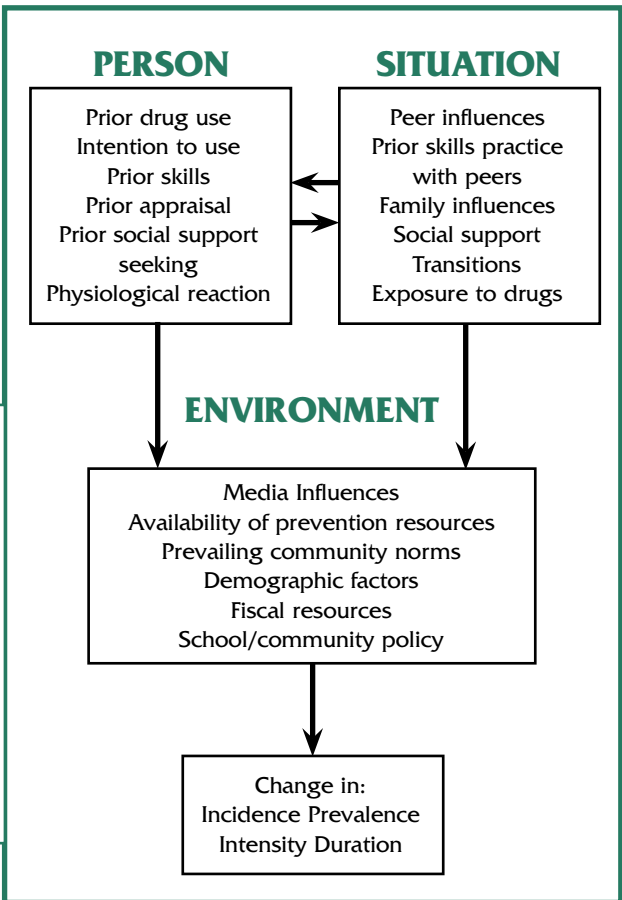 PERSON
Prior drug use
Intention to use
Prior skills
Prior appraisal
Prior social support
seeking
Physiological reaction
SITUATION
Peer influences
Prior skills practice
with peers
Family influences
Social support
Transitions
Exposure to drugs
ENVIRONMENT
Media Influences
Availability of prevention resources
Prevailing community norms
Demographic factors
Fiscal resources
School/community policy
Change in:
Incidence Prevalence
Intensity Duration